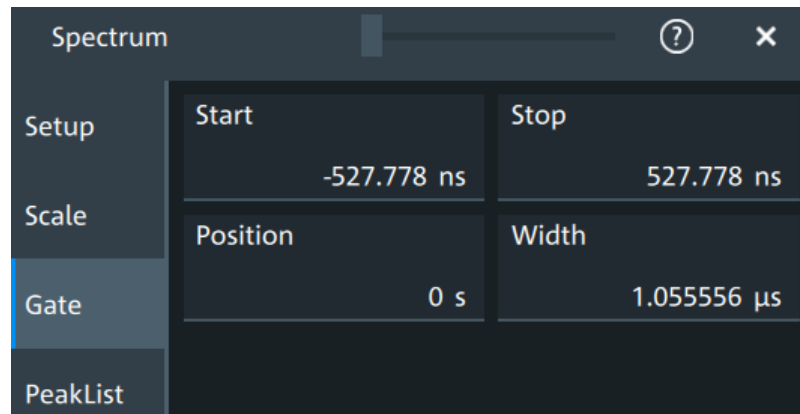 Spectrum ? ×
Setup
Start
-527.778 ns
Stop
527.778 ns
Scale
Position
0 s
Width
1.055556 µs
Gate
PeakList